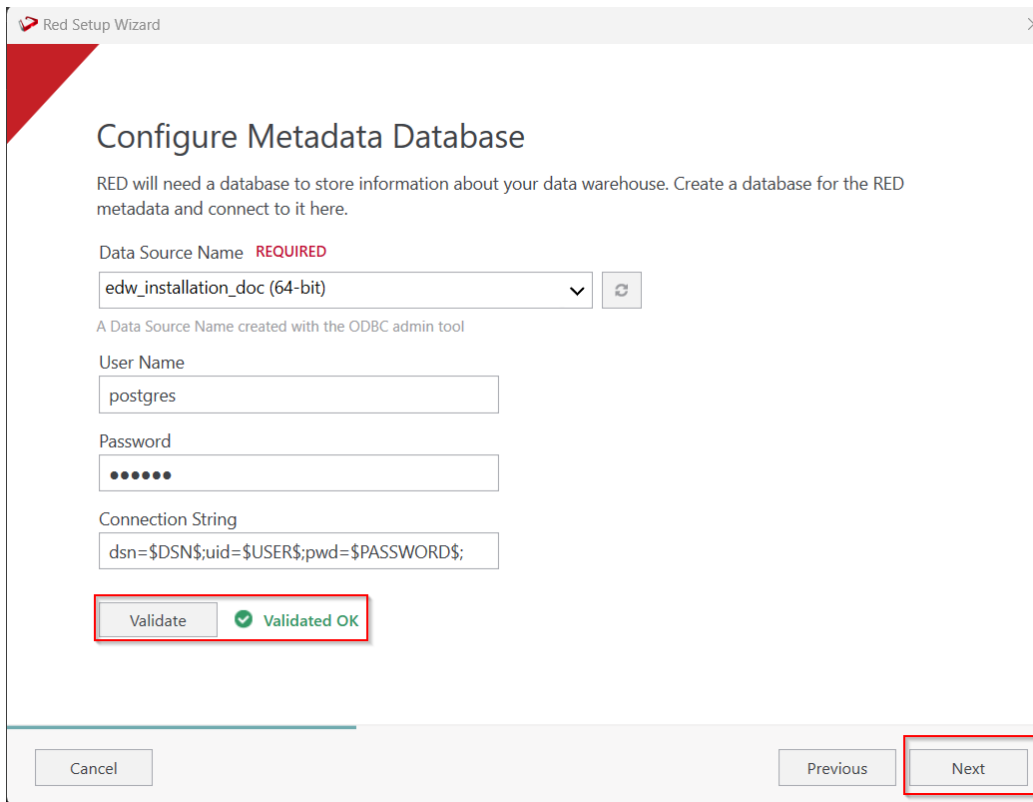 Red Setup Wizard
Configure Metadata Database
RED will need a database to store information about your data warehouse. Create a database for the RED
metadata and connect to it here.
Data Source Name REQUIRED
edw_installation_doc (64-bit)
A Data Source Name created with the ODBC admin tool
User Name
postgres
Password
●●●●●●
Connection String
dsn=$DSN$;uid=$USER$;pwd=$PASSWORD$;
Validate Validated OK
Cancel Previous Next